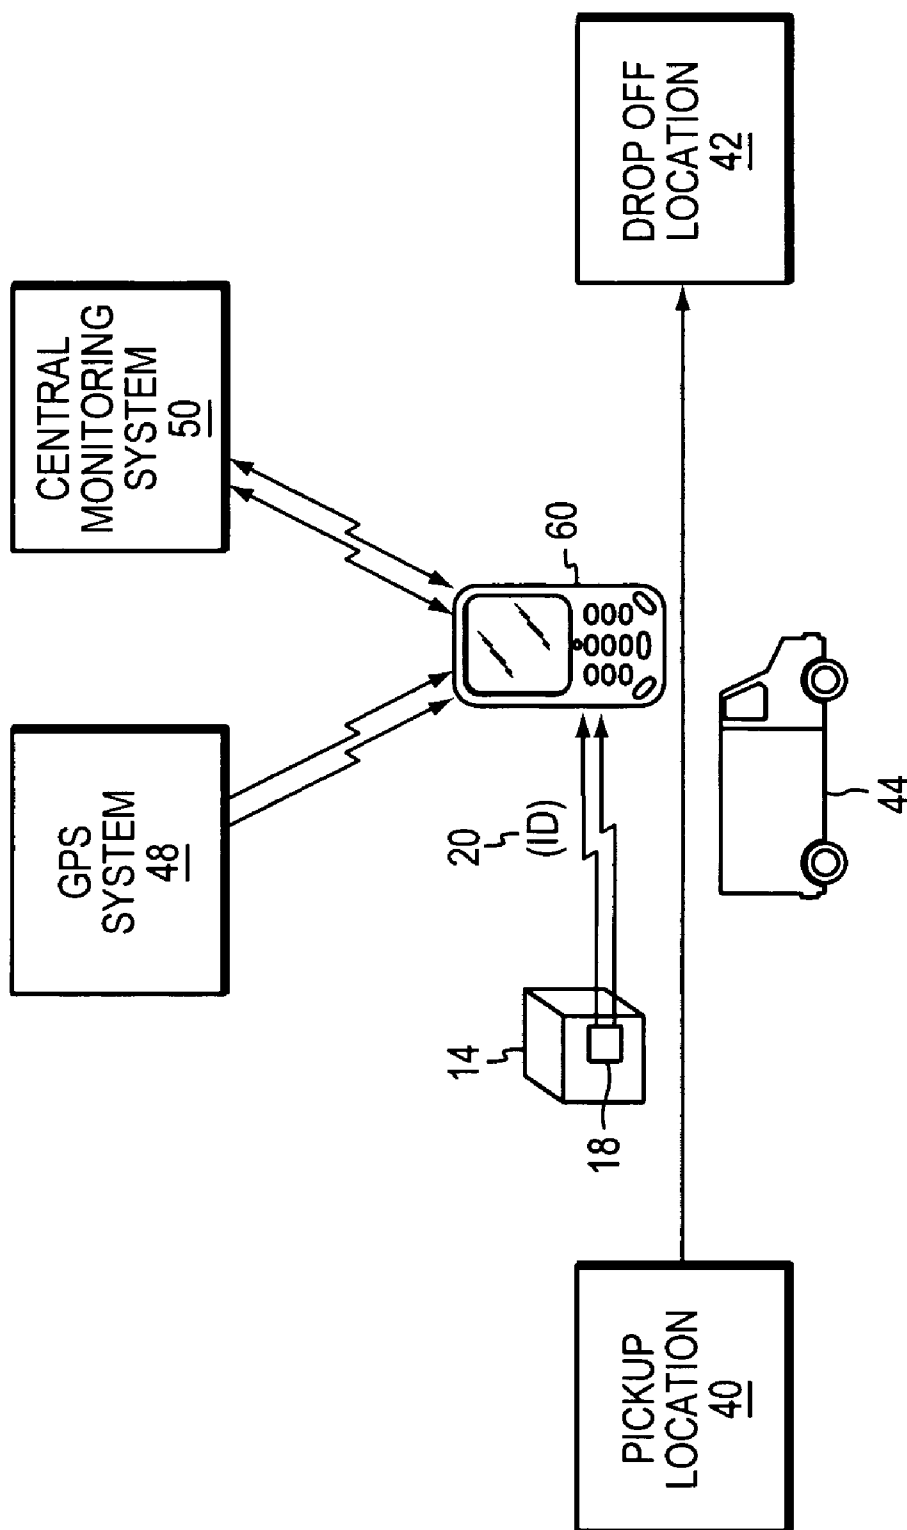 GPS
SYSTEM
48
CENTRAL
MONITORING
SYSTEM
50
14
18
20
(ID)
60
PICKUP
LOCATION
40
44
DROP OFF
LOCATION
42